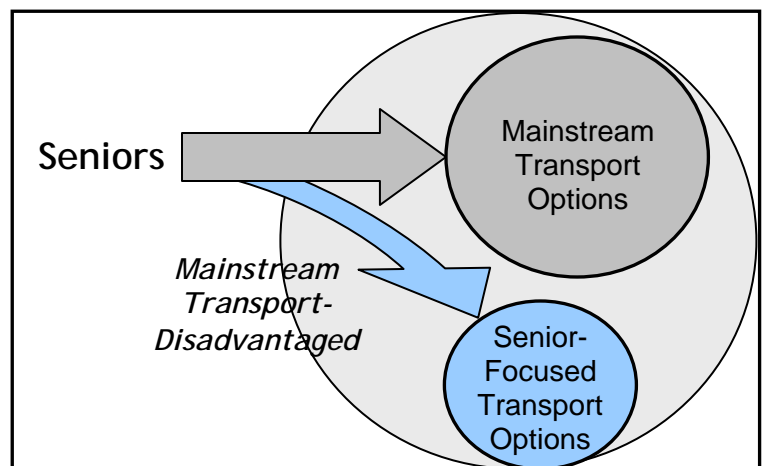 Seniors
Mainstream
Transport
Options
Mainstream
Transport-
Disadvantaged
Senior-
Focused
Transport
Options